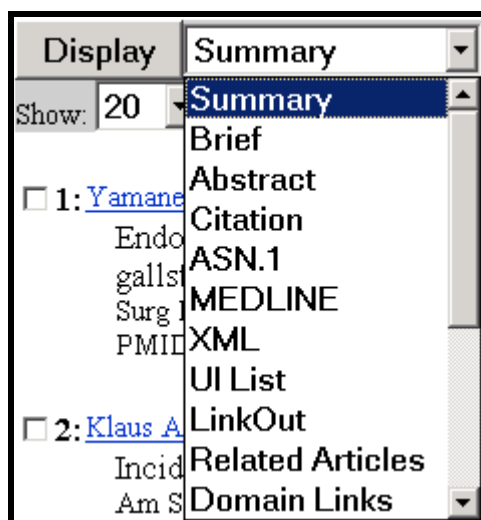 Display Summary
Show: 20
Summary
Brief
Abstract
Citation
ASN.1
MEDLINE
XML
UI List
LinkOut
Related Articles
Domain Links
1: Yamane
Endo
gallst
Surg
PMID
2: Klaus A
Incid
Am S